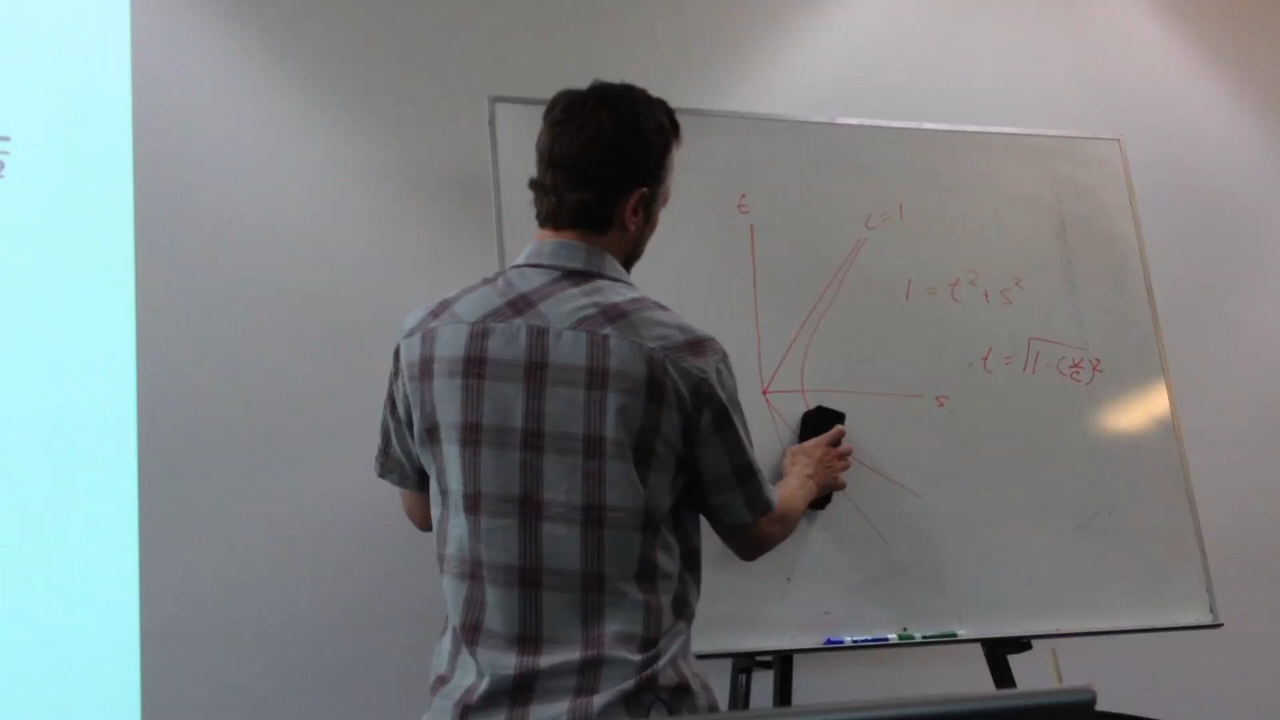 t
c=1
1=t²+s²
t=√1-(v/c)²
s